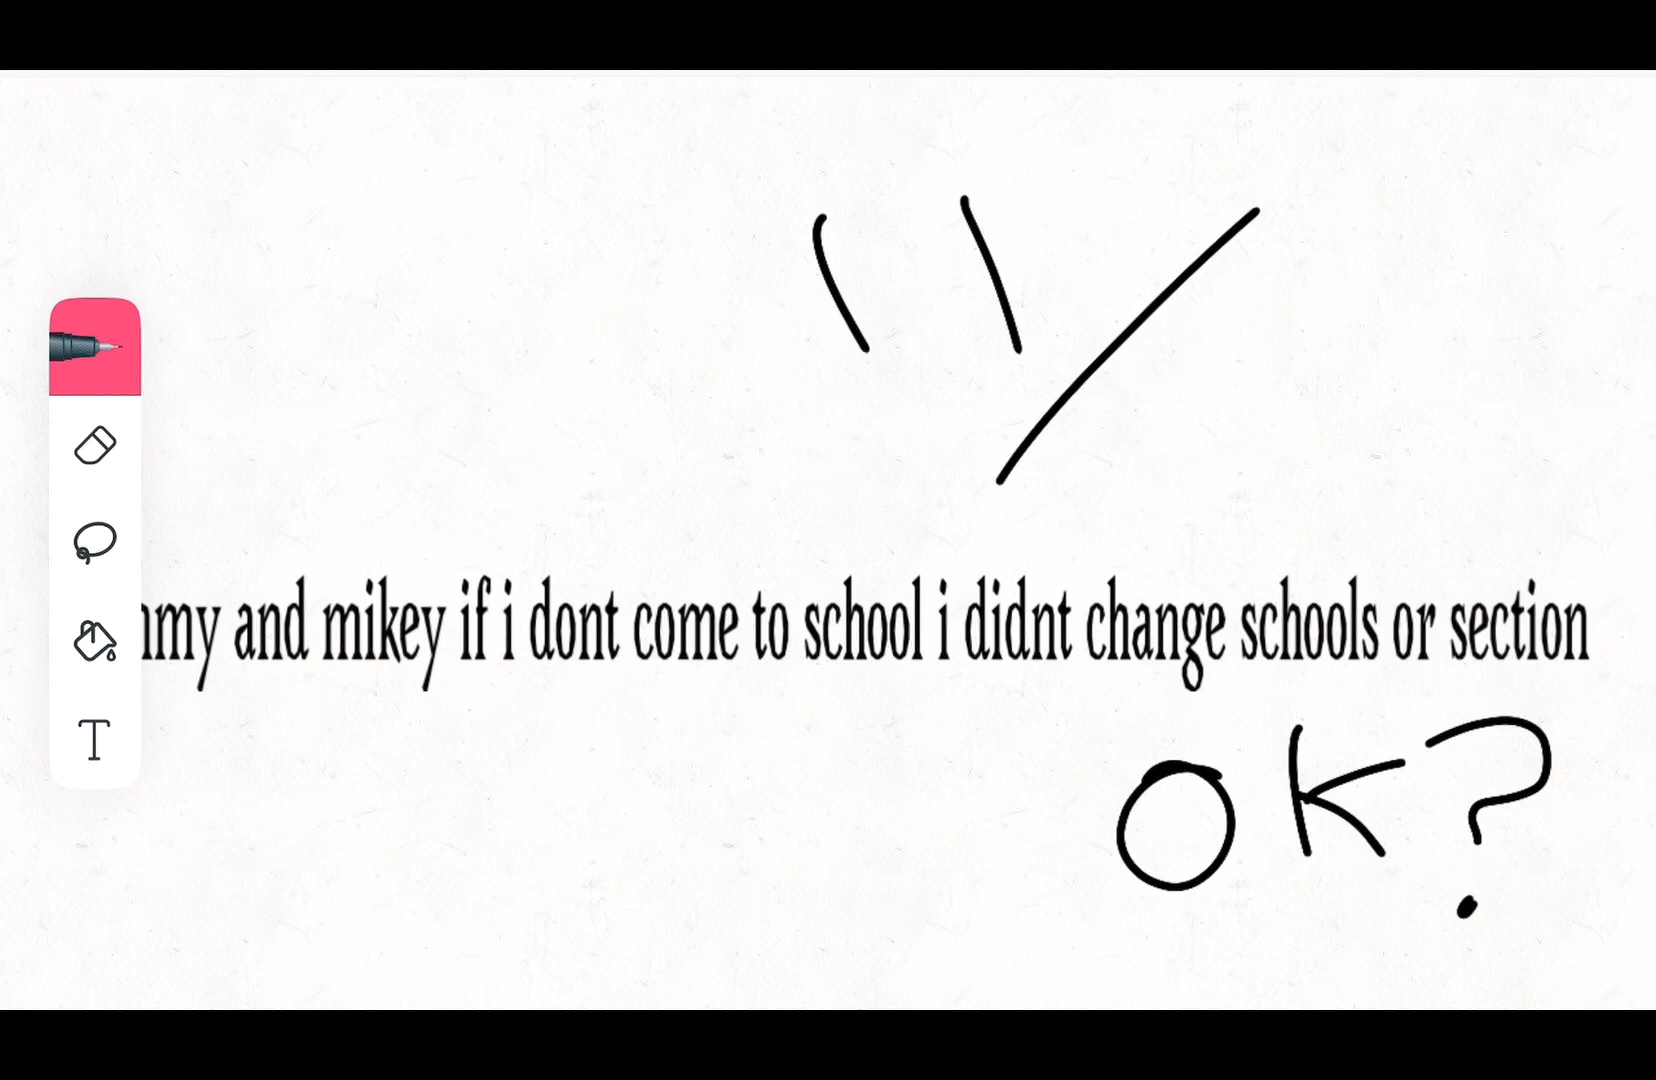 and mikey if i dont come to school i didnt change schools or section
OK?